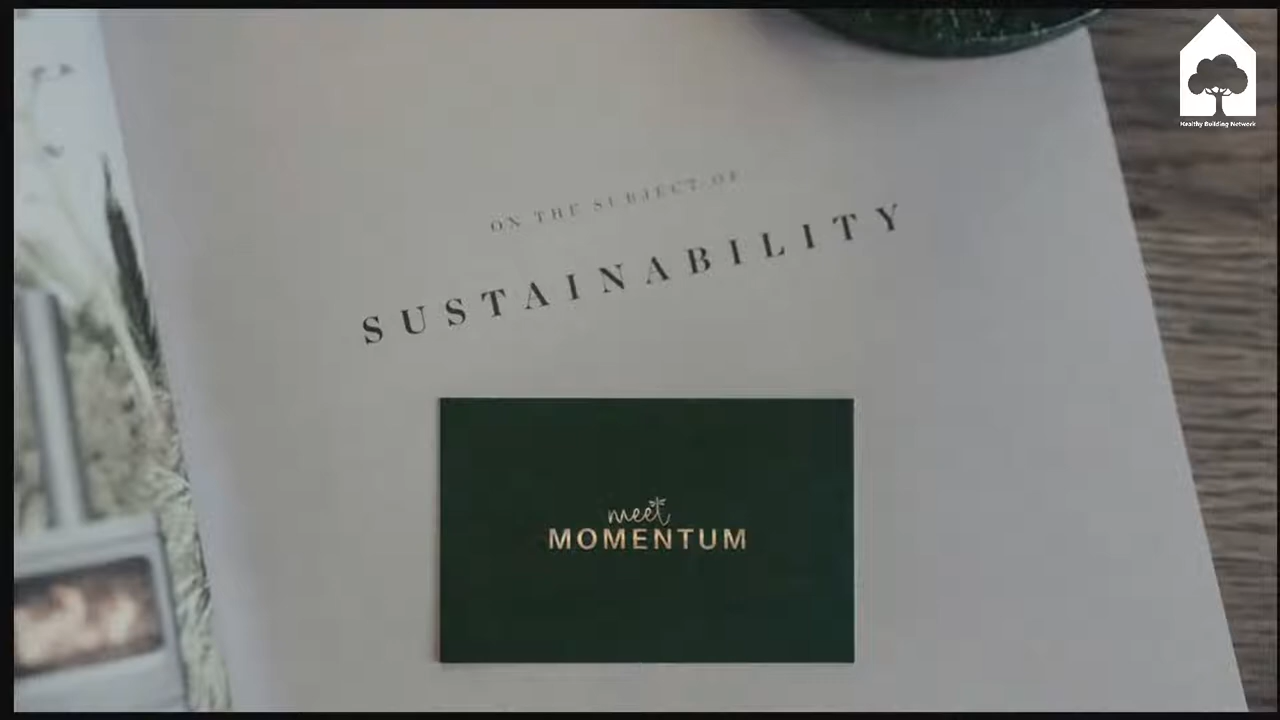 Healthy Building Network
ON THE SUBJECT OF
SUSTAINABILITY
meet
MOMENTUM